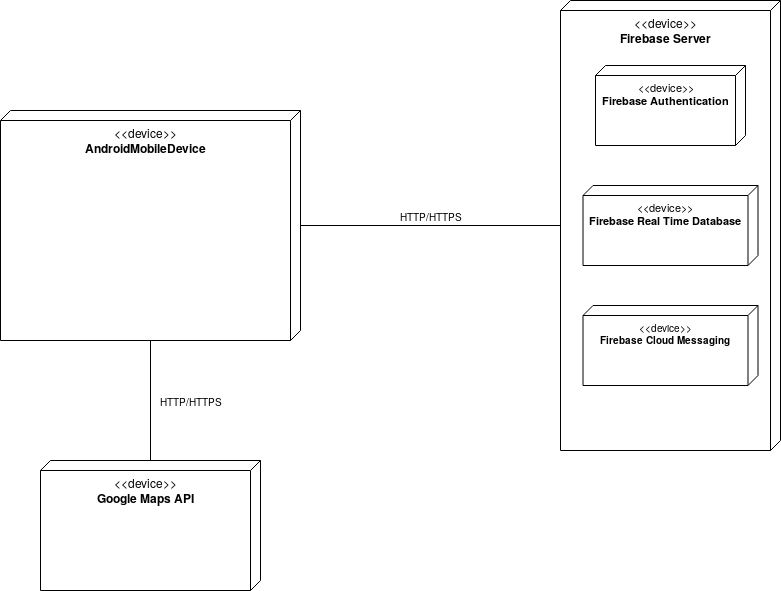 <<device>>
Firebase Server
<<device>>
Firebase Authentication
<<device>>
AndroidMobileDevice
<<device>>
Firebase Real Time Database
HTTP/HTTPS
<<device>>
Firebase Cloud Messaging
HTTP/HTTPS
<<device>>
Google Maps API